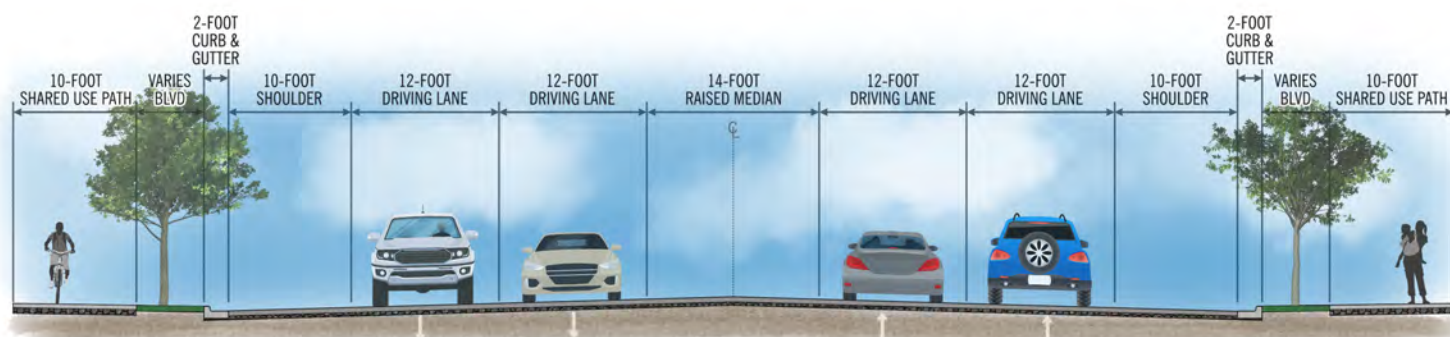 2-FOOT
CURB &
GUTTER
2-FOOT
CURB &
GUTTER
10-FOOT
SHARED USE PATH
VARIES
BLVD
10-FOOT
SHOULDER
12-FOOT
DRIVING LANE
12-FOOT
DRIVING LANE
14-FOOT
RAISED MEDIAN
12-FOOT
DRIVING LANE
12-FOOT
DRIVING LANE
10-FOOT
SHOULDER
VARIES
BLVD
10-FOOT
SHARED USE PATH
℄